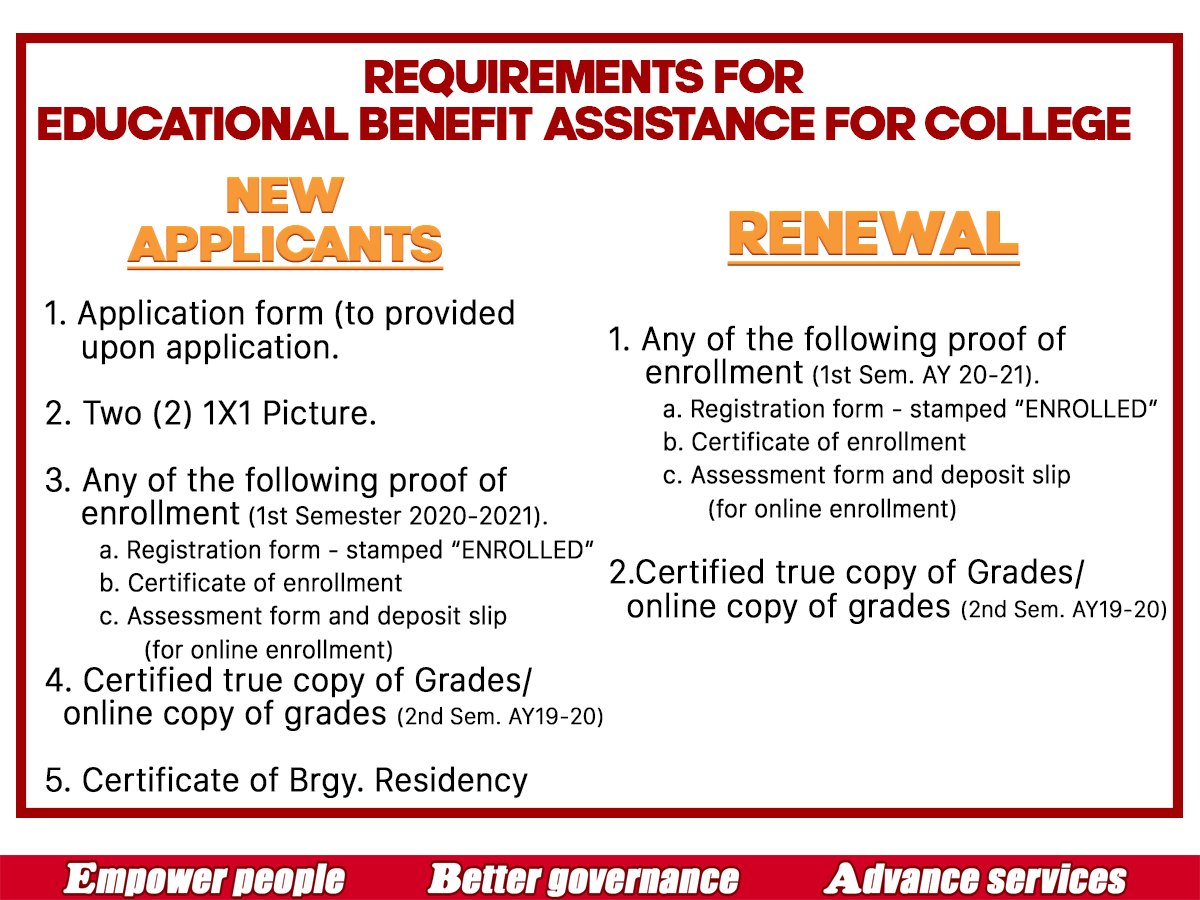 REQUIREMENTS FOR
EDUCATIONAL BENEFIT ASSISTANCE FOR COLLEGE
NEW
APPLICANTS
1. Application form (to provided
upon application.
2. Two (2) 1X1 Picture.
3. Any of the following proof of
enrollment (1st Semester 2020-2021).
a. Registration form - stamped “ENROLLED”
b. Certificate of enrollment
c. Assessment form and deposit slip
(for online enrollment)
4. Certified true copy of Grades/
online copy of grades (2nd Sem. AY19-20)
5. Certificate of Brgy. Residency
RENEWAL
1. Any of the following proof of
enrollment (1st Sem. AY 20-21).
a. Registration form - stamped “ENROLLED”
b. Certificate of enrollment
c. Assessment form and deposit slip
(for online enrollment)
2.Certified true copy of Grades/
online copy of grades (2nd Sem. AY19-20)
Empower people Better governance Advance services